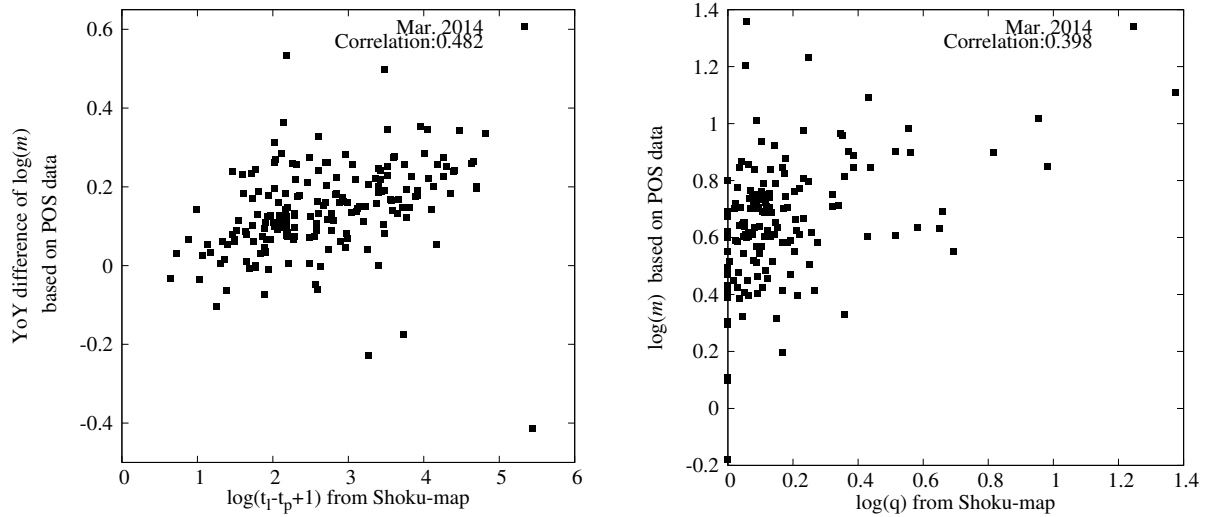 Mar. 2014
Correlation:0.482
0.6
0.4
0.2
0
-0.2
-0.4
0 1 2 3 4 5 6
YoY difference of log(m)
based on POS data
log(t_l-t_p+1) from Shoku-map
Mar. 2014
Correlation:0.398
1.4
1.2
1
0.8
0.6
0.4
0.2
0
-0.2
0 0.2 0.4 0.6 0.8 1 1.2 1.4
log(m) based on POS data
log(q) from Shoku-map